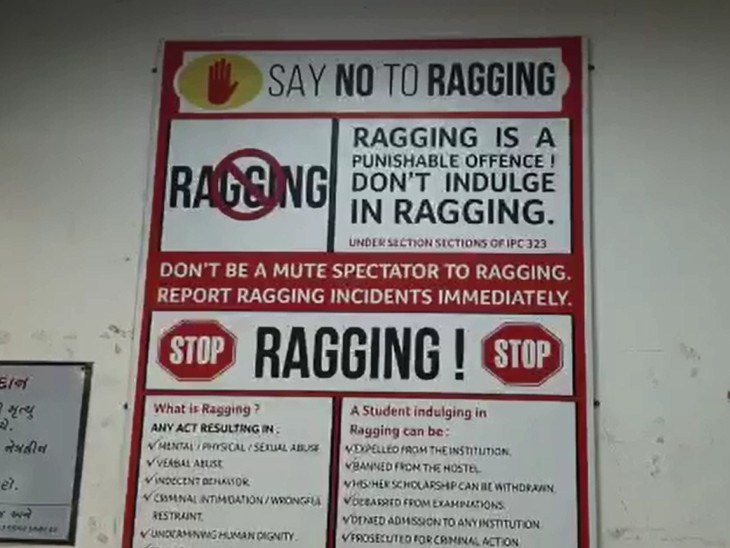 SAY NO TO RAGGING
RAGGING
RAGGING IS A
PUNISHABLE OFFENCE !
DON'T INDULGE
IN RAGGING.
UNDER SECTION SECTIONS OF IPC 323
DON'T BE A MUTE SPECTATOR TO RAGGING.
REPORT RAGGING INCIDENTS IMMEDIATELY.
STOP RAGGING ! STOP
What is Ragging ?
ANY ACT RESULTING IN :
✓ MENTAL / PHYSICAL / SEXUAL ABUSE
✓ VERBAL ABUSE
✓ INDECENT BEHAVIOR
✓ CRIMINAL INTIMIDATION / WRONGFUL
RESTRAINT.
✓ UNDERMINING HUMAN DIGNITY
A Student indulging in
Ragging can be :
✓ EXPELLED FROM THE INSTITUTION.
✓ BANNED FROM THE HOSTEL.
✓ HIS/HER SCHOLARSHIP CAN BE WITHDRAWN.
✓ DEBARRED FROM EXAMINATIONS.
✓ DENIED ADMISSION TO ANY INSTITUTION.
✓ PROSECUTED FOR CRIMINAL ACTION.
મૃત્યુ
અને